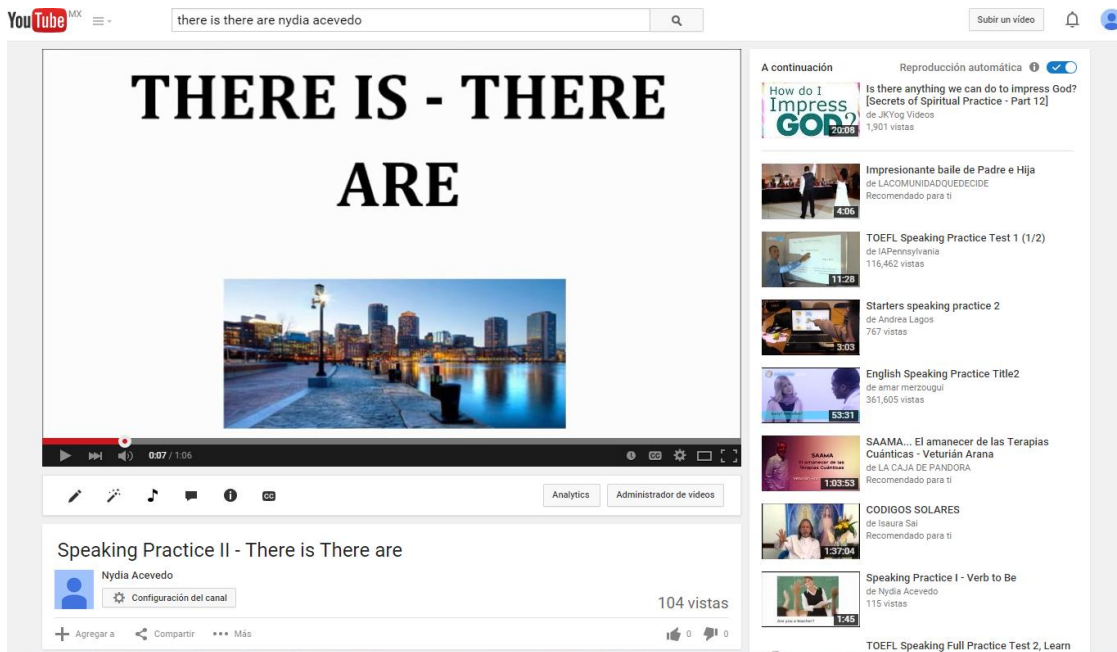 YouTube MX
there is there are nydia acevedo
Subir un vídeo
THERE IS - THERE
ARE
0:07 / 1:06
CC
CC
Analytics
Administrador de videos
Speaking Practice II - There is There are
Nydia Acevedo
Configuración del canal
104 vistas
Agregar a
Compartir
Más
0
0
A continuación
Reproducción automática
How do I
Impress
GOD?
20:08
Is there anything we can do to impress God?
[Secrets of Spiritual Practice - Part 12]
de JKYog Videos
1,901 vistas
4:06
Impresionante baile de Padre e Hija
de LACOMUNIDADQUEDECIDE
Recomendado para ti
11:28
TOEFL Speaking Practice Test 1 (1/2)
de IAPennsylvania
116,462 vistas
3:03
Starters speaking practice 2
de Andrea Lagos
767 vistas
53:31
English Speaking Practice Title2
de amar merzougui
361,605 vistas
SAAMA
1:03:53
SAAMA... El amanecer de las Terapias
Cuánticas - Veturián Arana
de LA CAJA DE PANDORA
Recomendado para ti
1:37:04
CODIGOS SOLARES
de Isaura Sai
Recomendado para ti
Are you a teacher?
1:45
Speaking Practice I - Verb to Be
de Nydia Acevedo
115 vistas
TOEFL Speaking Full Practice Test 2, Learn